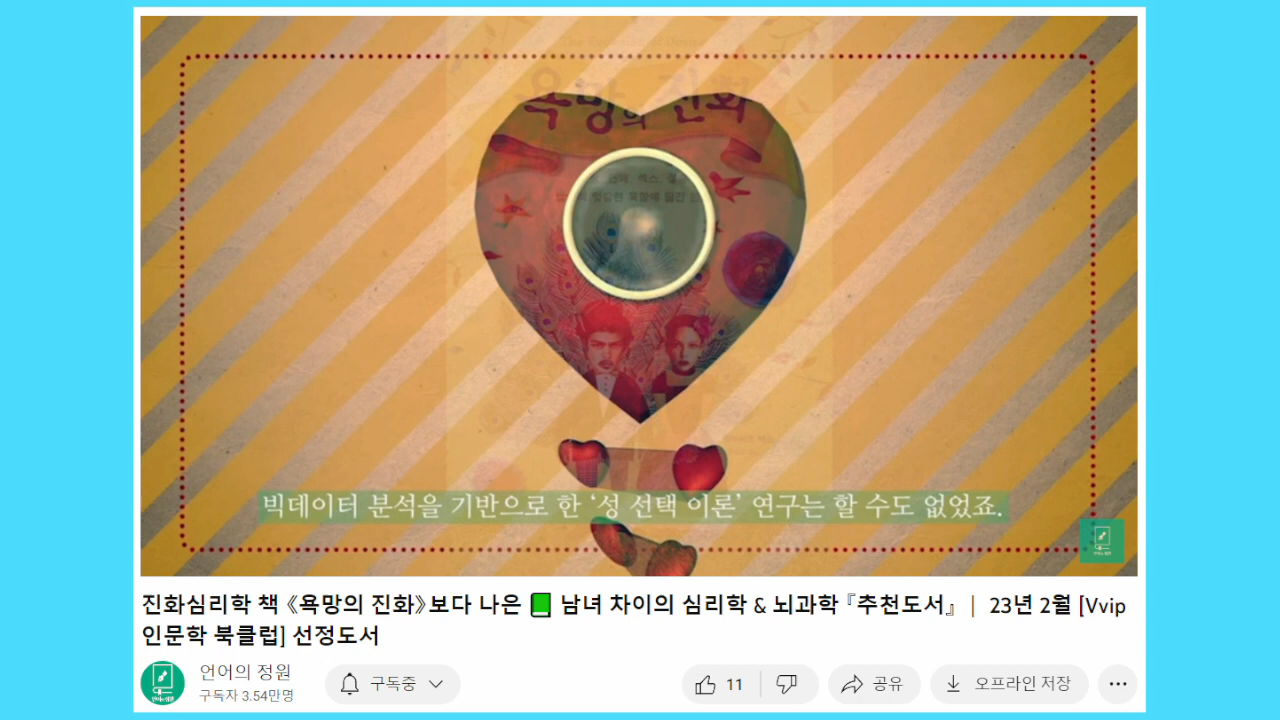 욕망의 진화
빅데이터 분석을 기반으로 한 ‘성 선택 이론’ 연구는 할 수도 없었죠.
진화심리학 책 《욕망의 진화》보다 나은 📗 남녀 차이의 심리학 & 뇌과학 『추천도서』 | 23년 2월 [Vvip
인문학 북클럽] 선정도서
언어의 정원
구독자 3.54만명
구독중
11
공유
오프라인 저장